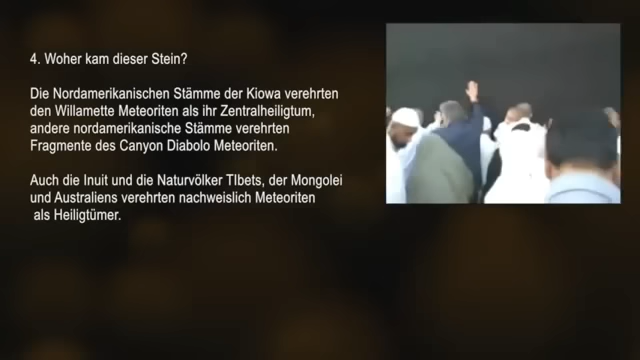 4. Woher kam dieser Stein?
Die Nordamerikanischen Stämme der Kiowa verehrten
den Willamette Meteoriten als ihr Zentralheiligtum,
andere nordamerikanische Stämme verehrten
Fragmente des Canyon Diabolo Meteoriten.
Auch die Inuit und die Naturvölker TIbets, der Mongolei
und Australiens verehrten nachweislich Meteoriten
als Heiligtümer.